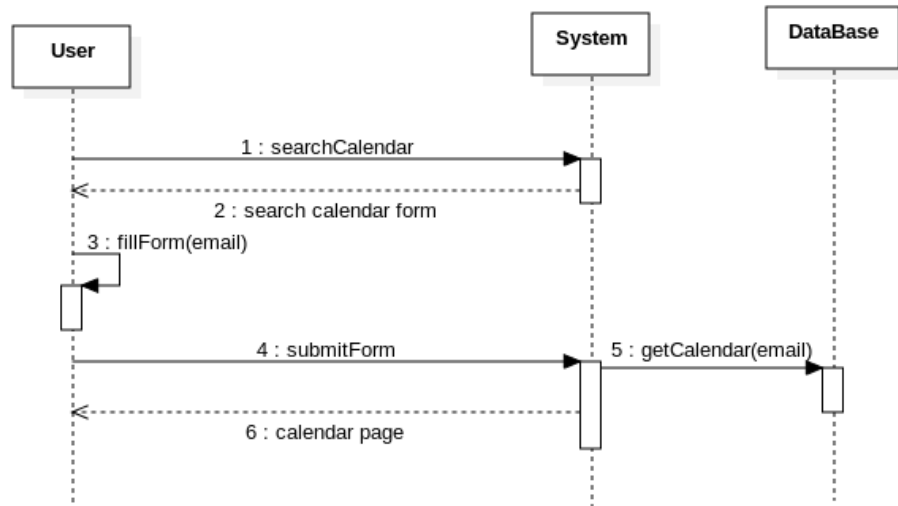 User
System
DataBase
1 : searchCalendar
2 : search calendar form
3 : fillForm(email)
4 : submitForm
5 : getCalendar(email)
6 : calendar page